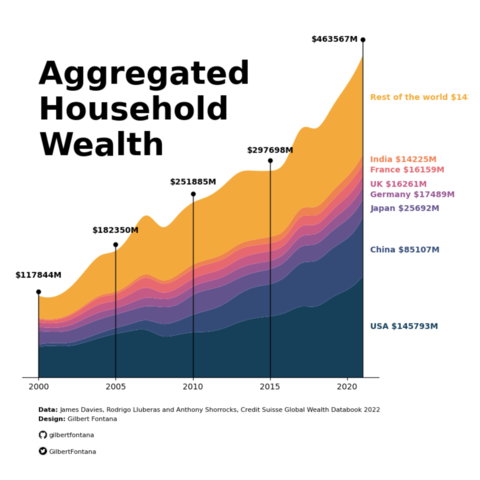 $463567M
Aggregated
Household
Wealth
Rest of the world $14
$297698M
India $14225M
France $16159M
UK $16261M
Germany $17489M
$251885M
Japan $25692M
$182350M
China $85107M
$117844M
USA $145793M
2000 2005 2010 2015 2020
Data: James Davies, Rodrigo Lluberas and Anthony Shorrocks, Credit Suisse Global Wealth Databook 2022
Design: Gilbert Fontana
gilbertfontana
GilbertFontana